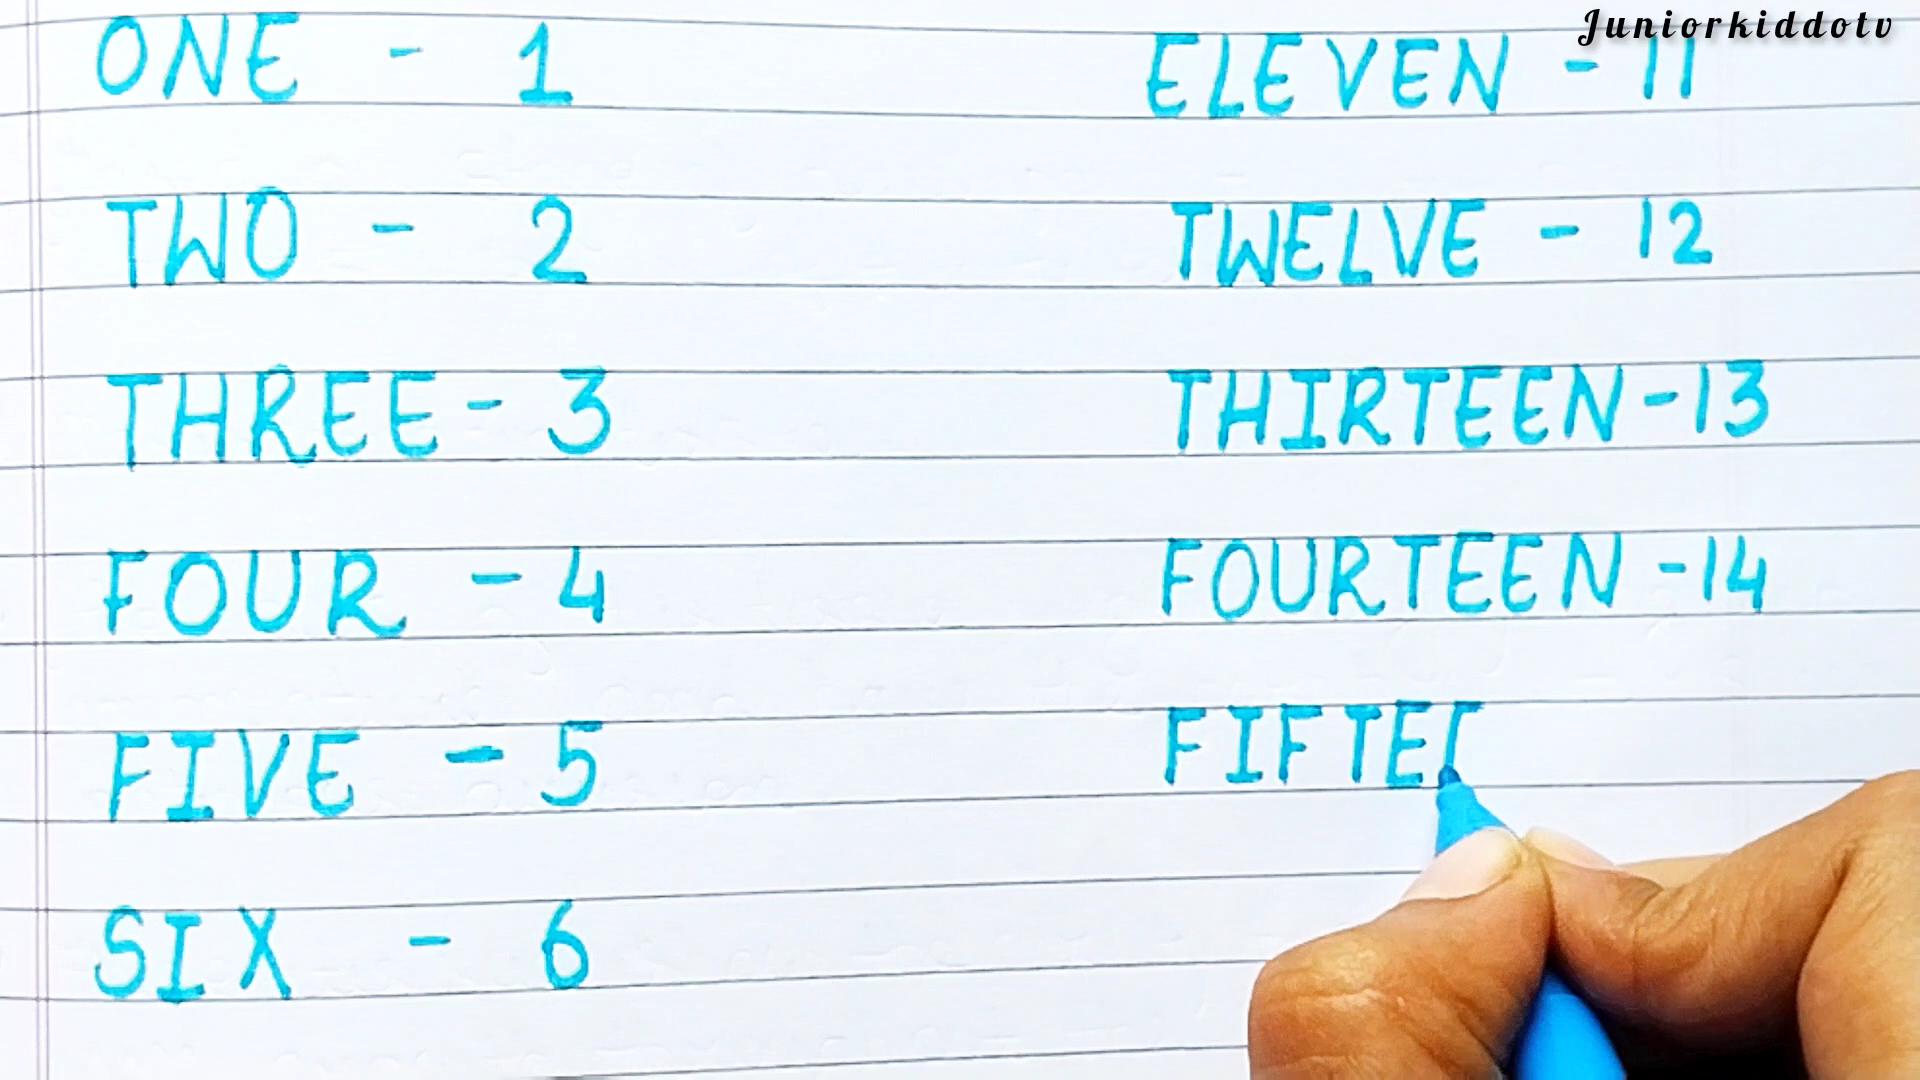 Juniorkiddotv
ONE - 1
TWO - 2
THREE - 3
FOUR - 4
FIVE - 5
SIX - 6
ELEVEN - 11
TWELVE - 12
THIRTEEN - 13
FOURTEEN - 14
FIFTE